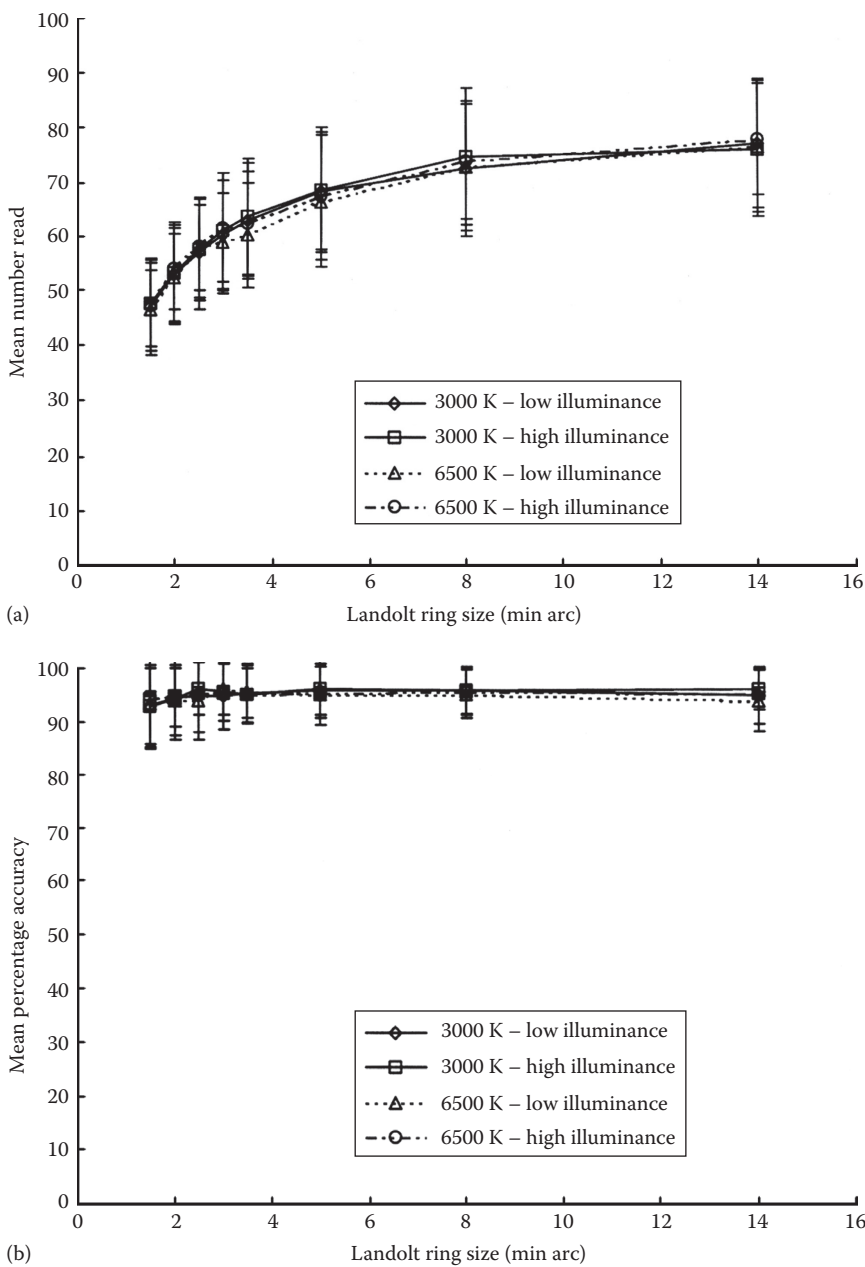 100
90
80
70
60
50
40
30
20
10
0
Mean number read
3000 K – low illuminance
3000 K – high illuminance
6500 K – low illuminance
6500 K – high illuminance
0 2 4 6 8 10 12 14 16
(a) Landolt ring size (min arc)
100
90
80
70
60
50
40
30
20
10
0
Mean percentage accuracy
3000 K – low illuminance
3000 K – high illuminance
6500 K – low illuminance
6500 K – high illuminance
0 2 4 6 8 10 12 14 16
(b) Landolt ring size (min arc)